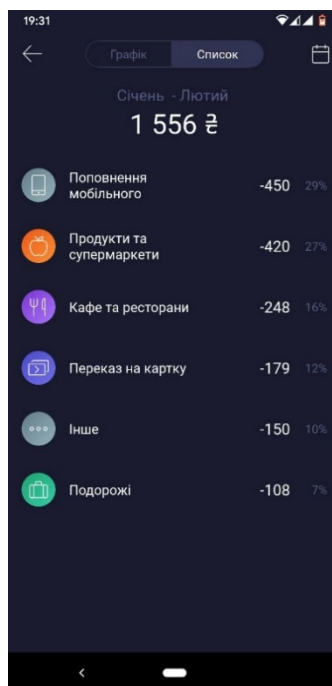 19:31
Графік Список
Січень - Лютий
1 556 ₴
Поповнення
мобільного
-450 29%
Продукти та
супермаркети
-420 27%
Кафе та ресторани -248 16%
Переказ на картку -179 12%
Інше -150 10%
Подорожі -108 7%